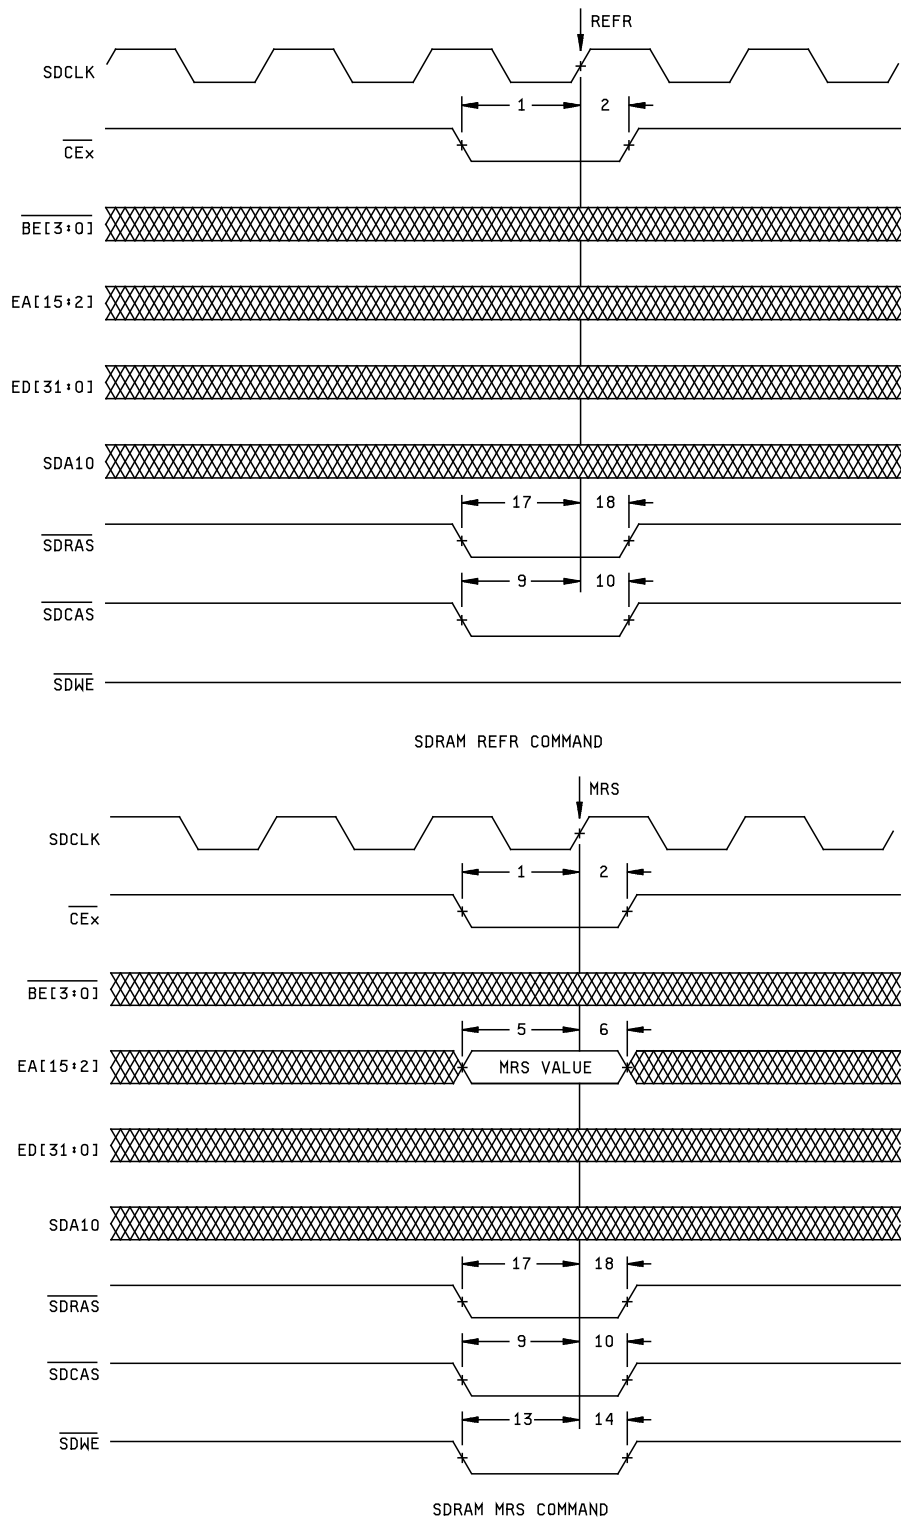 REFR
SDCLK
1 2
CEx
BE[3:0]
EA[15:2]
ED[31:0]
SDA10
17 18
SDRAS
9 10
SDCAS
SDWE
SDRAM REFR COMMAND
MRS
SDCLK
1 2
CEx
BE[3:0]
5 6
EA[15:2] MRS VALUE
ED[31:0]
SDA10
17 18
SDRAS
9 10
SDCAS
13 14
SDWE
SDRAM MRS COMMAND